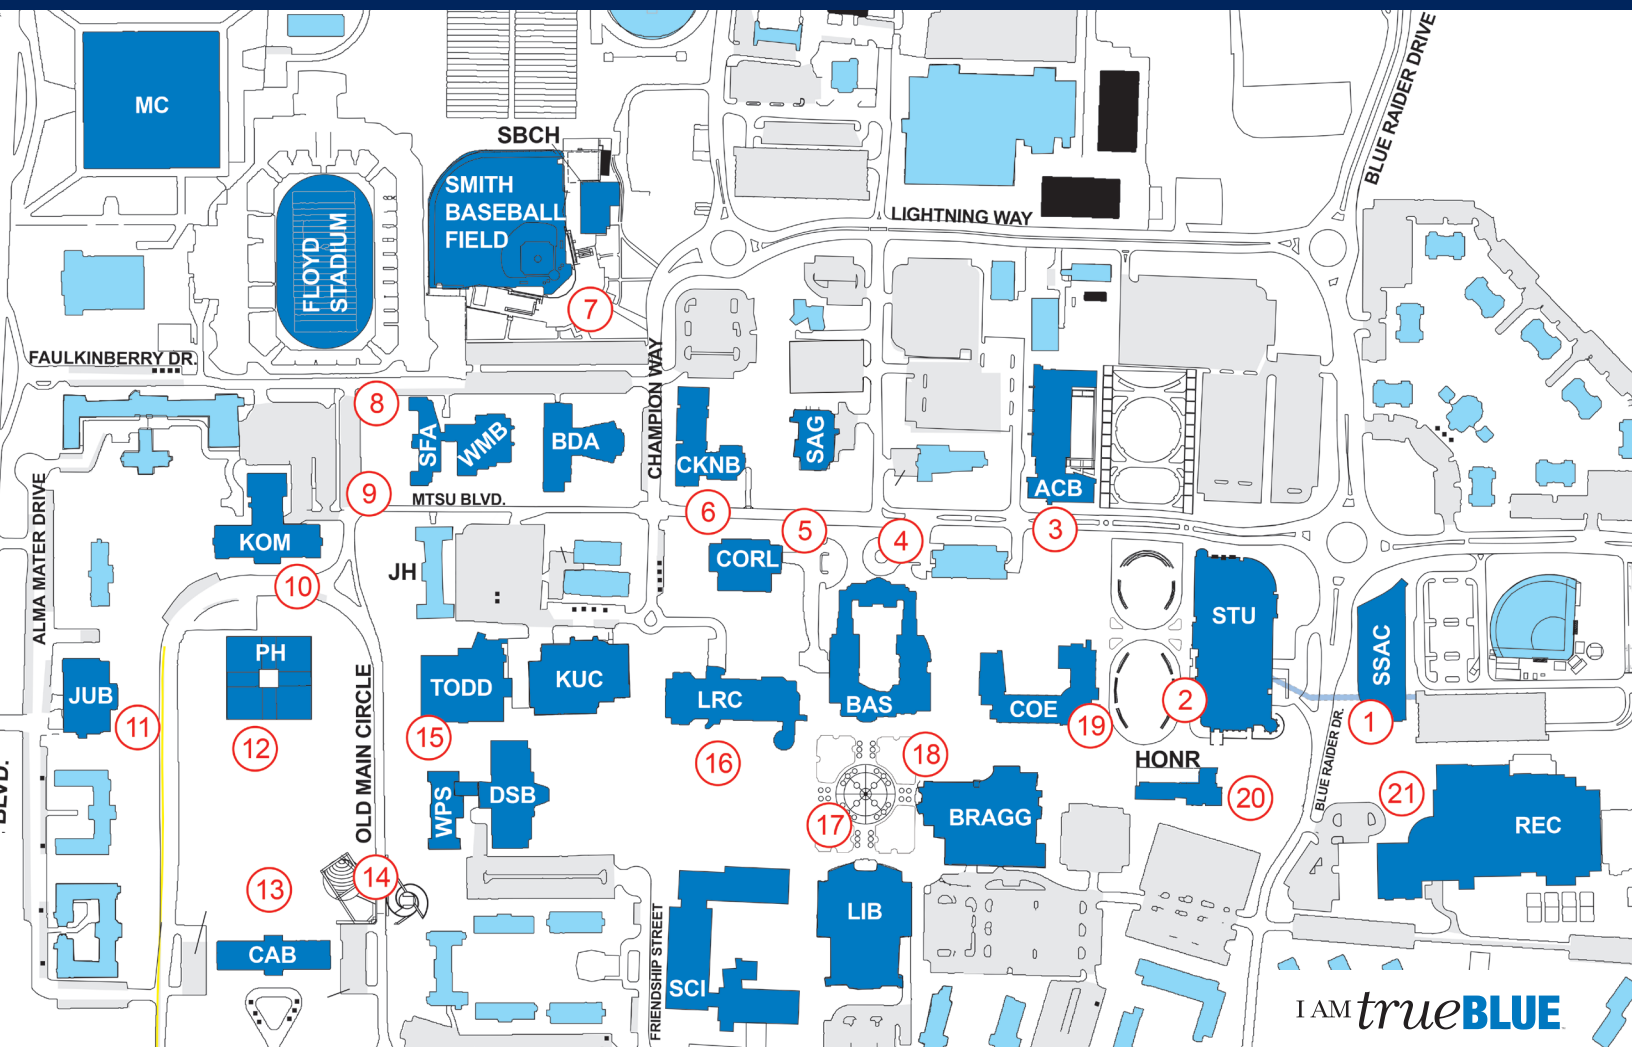 MC
SBCH
SMITH
BASEBALL
FIELD
FLOYD
STADIUM
LIGHTNING WAY
BLUE RAIDER DRIVE
7
FAULKINBERRY DR.
CHAMPION WAY
8
SFA
WMB
BDA
CKNB
SAG
ACB
9
MTSU BLVD.
6
5
4
3
ALMA MATER DRIVE
KOM
JH
CORL
10
STU
PH
SSAC
OLD MAIN CIRCLE
JUB
TODD
KUC
LRC
BAS
COE
2
1
11
12
15
16
18
19
HONR
BLUE RAIDER DR.
BLVD.
WPS
DSB
17
BRAGG
20
21
REC
13
14
LIB
CAB
SCI
FRIENDSHIP STREET
I AM trueBLUE